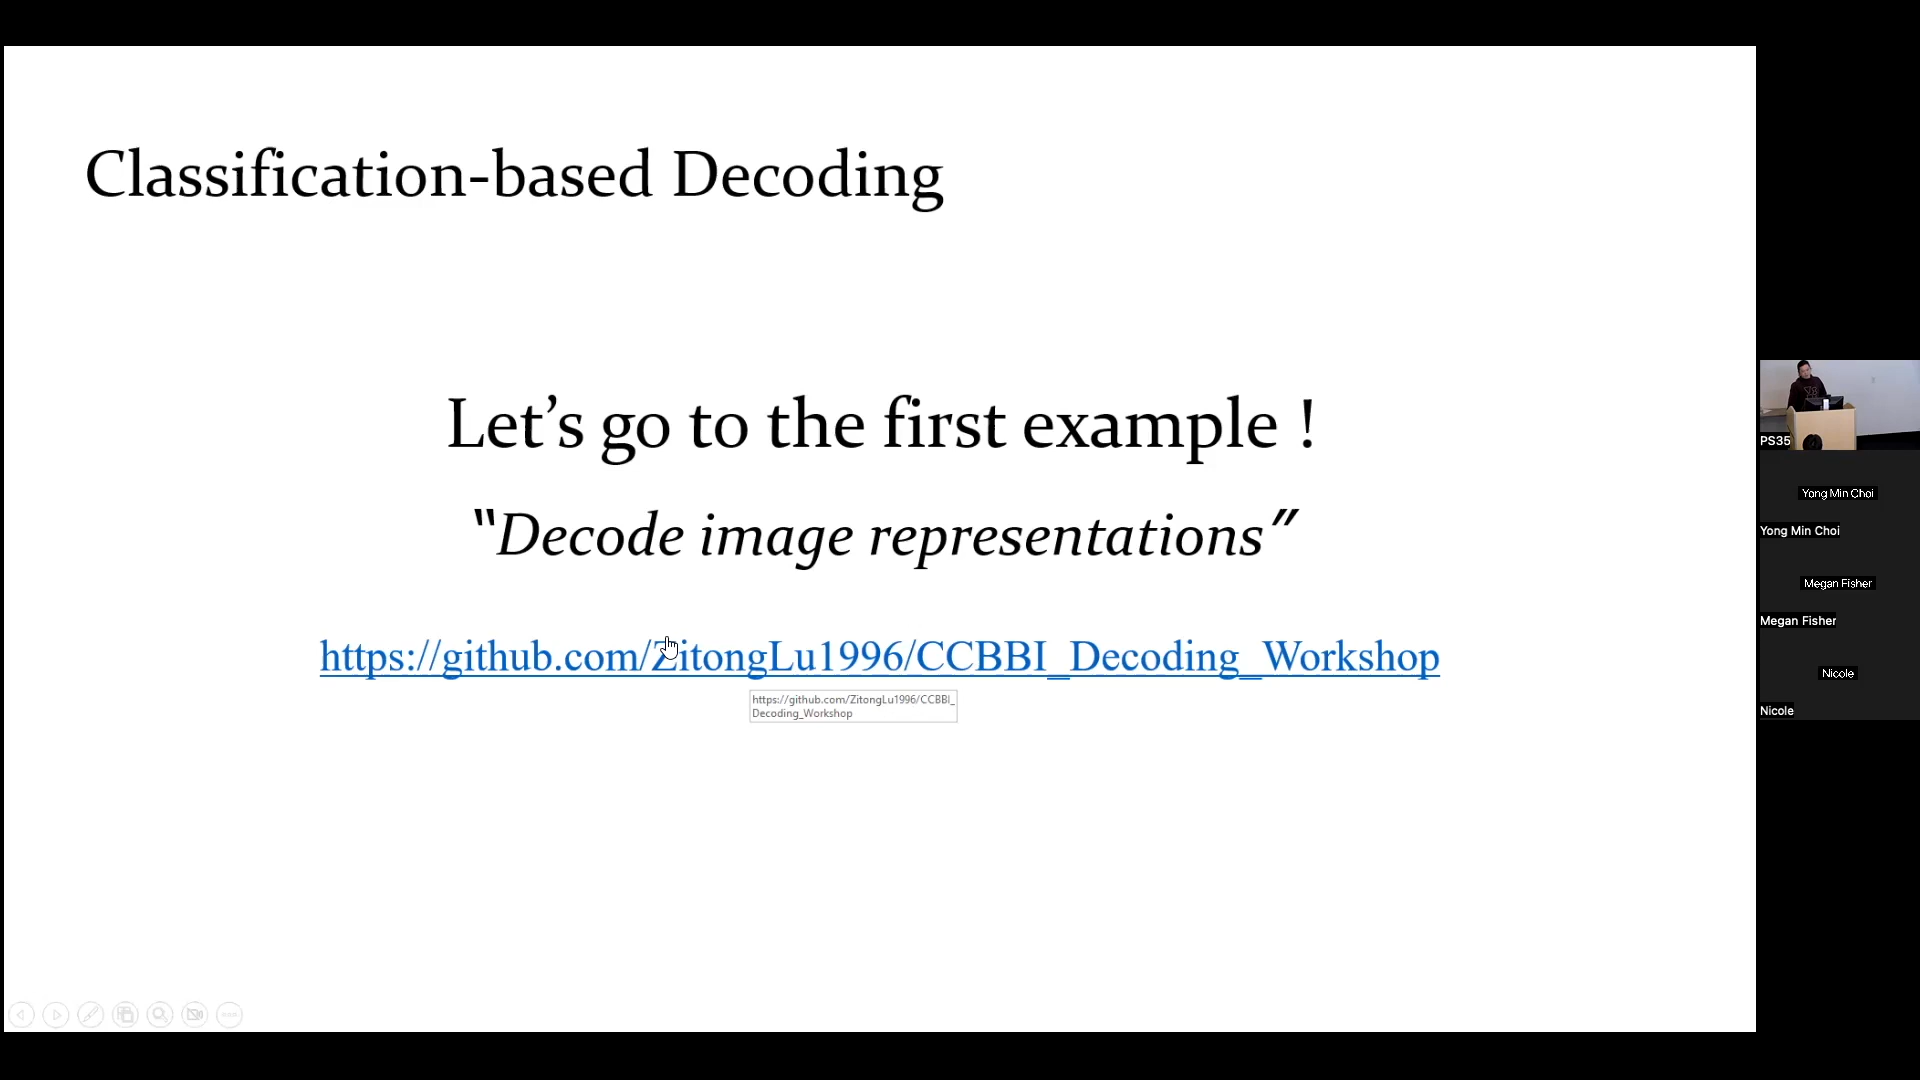 Classification-based Decoding
Let’s go to the first example !
“Decode image representations”
https://github.com/ZitongLu1996/CCBBI_Decoding_Workshop
https://github.com/ZitongLu1996/CCBBI_
Decoding_Workshop
PS35
Yong Min Choi
Yong Min Choi
Megan Fisher
Megan Fisher
Nicole
Nicole